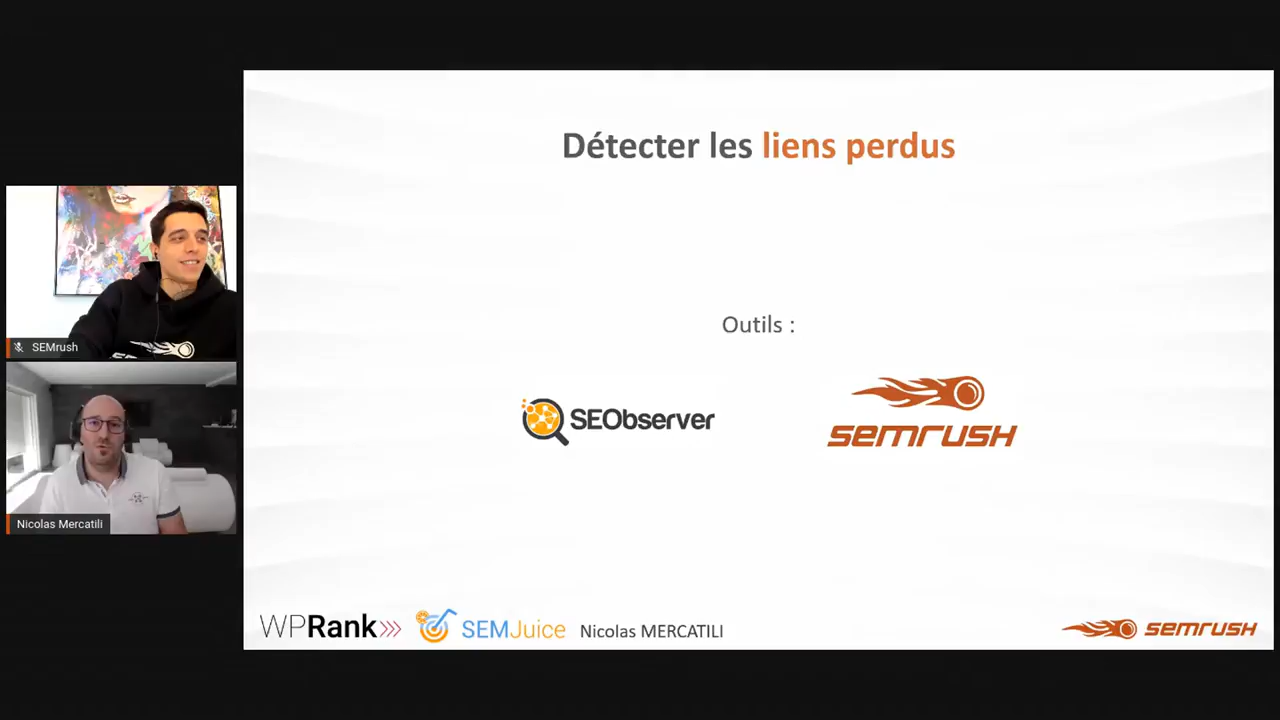 Détecter les liens perdus
SEMrush
Outils :
SEObserver
semrush
Nicolas Mercatili
WPRank
SEMJuice
Nicolas MERCATILI
semrush